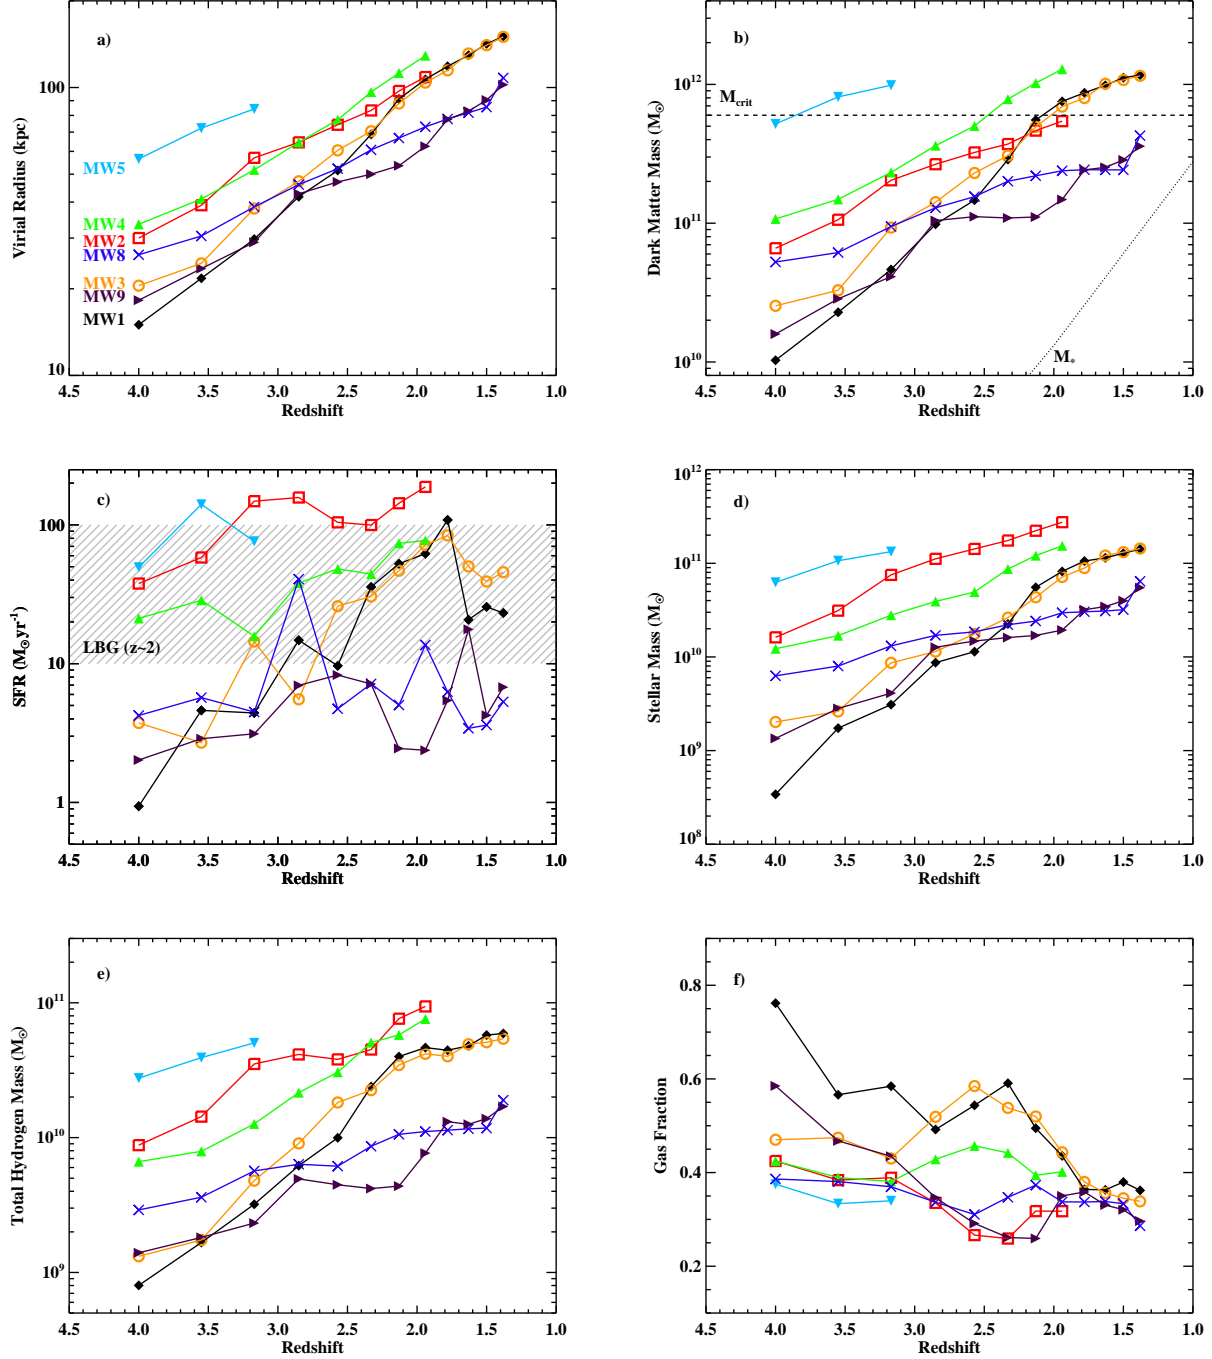 a)
Virial Radius (kpc)
100
10
MW5
MW4
MW2
MW8
MW3
MW9
MW1
4.5 4.0 3.5 3.0 2.5 2.0 1.5 1.0
Redshift
b)
Dark Matter Mass (M☉)
10¹²
10¹¹
10¹⁰
M_crit
M_*
4.5 4.0 3.5 3.0 2.5 2.0 1.5 1.0
Redshift
c)
SFR (M☉yr⁻¹)
100
10
1
LBG (z~2)
4.5 4.0 3.5 3.0 2.5 2.0 1.5 1.0
Redshift
d)
Stellar Mass (M☉)
10¹²
10¹¹
10¹⁰
10⁹
10⁸
4.5 4.0 3.5 3.0 2.5 2.0 1.5 1.0
Redshift
e)
Total Hydrogen Mass (M☉)
10¹¹
10¹⁰
10⁹
4.5 4.0 3.5 3.0 2.5 2.0 1.5 1.0
Redshift
f)
Gas Fraction
0.8
0.6
0.4
0.2
4.5 4.0 3.5 3.0 2.5 2.0 1.5 1.0
Redshift